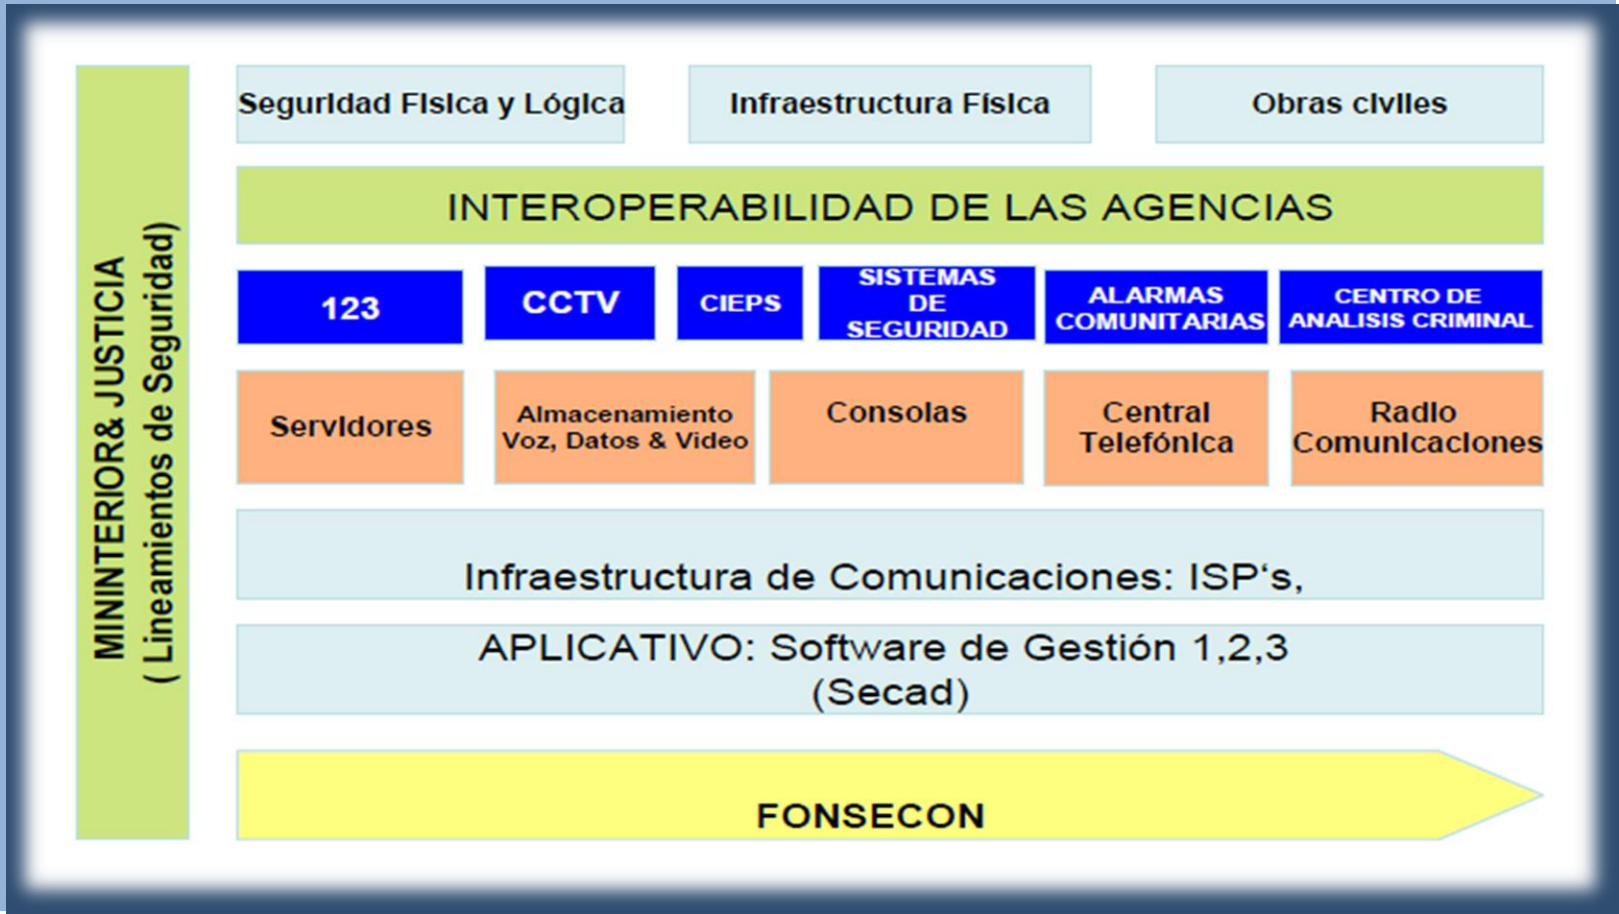 MININTERIOR& JUSTICIA
( Lineamientos de Seguridad)
Seguridad Fisica y Lógica
Infraestructura Física
Obras civiles
INTEROPERABILIDAD DE LAS AGENCIAS
123
CCTV
CIEPS
SISTEMAS
DE
SEGURIDAD
ALARMAS
COMUNITARIAS
CENTRO DE
ANALISIS CRIMINAL
Servidores
Almacenamiento
Voz, Datos & Video
Consolas
Central
Telefónica
Radio
Comunicaciones
Infraestructura de Comunicaciones: ISP‘s,
APLICATIVO: Software de Gestión 1,2,3
(Secad)
FONSECON